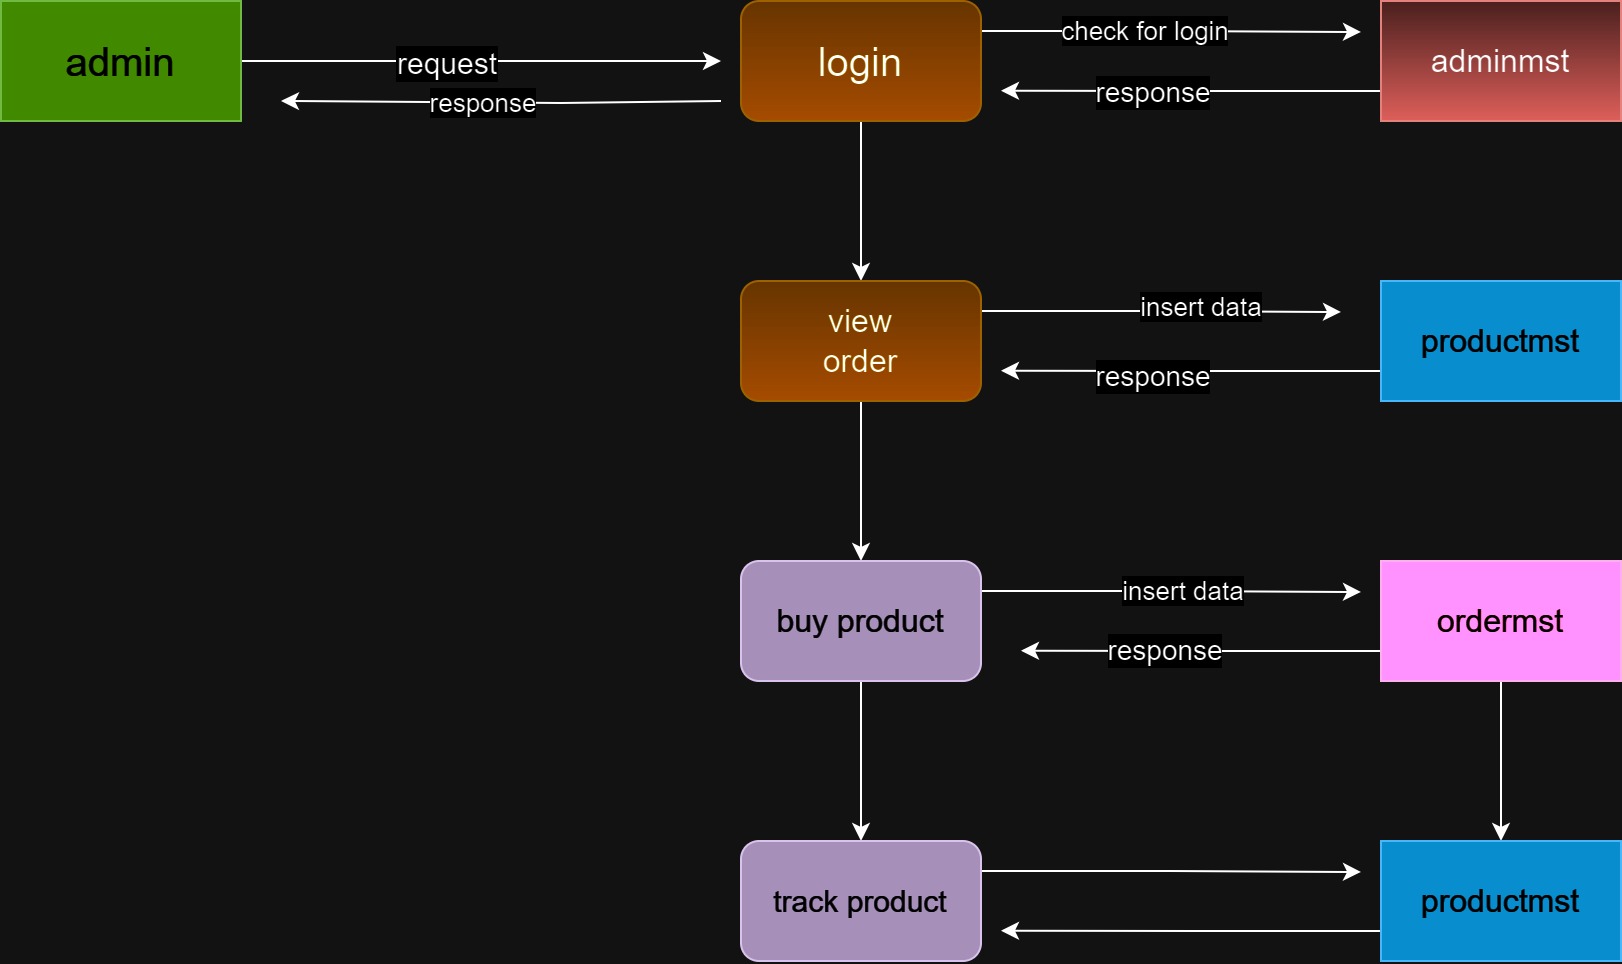 admin
request
response
login
check for login
response
adminmst
view
order
insert data
response
productmst
buy product
insert data
response
ordermst
track product
productmst